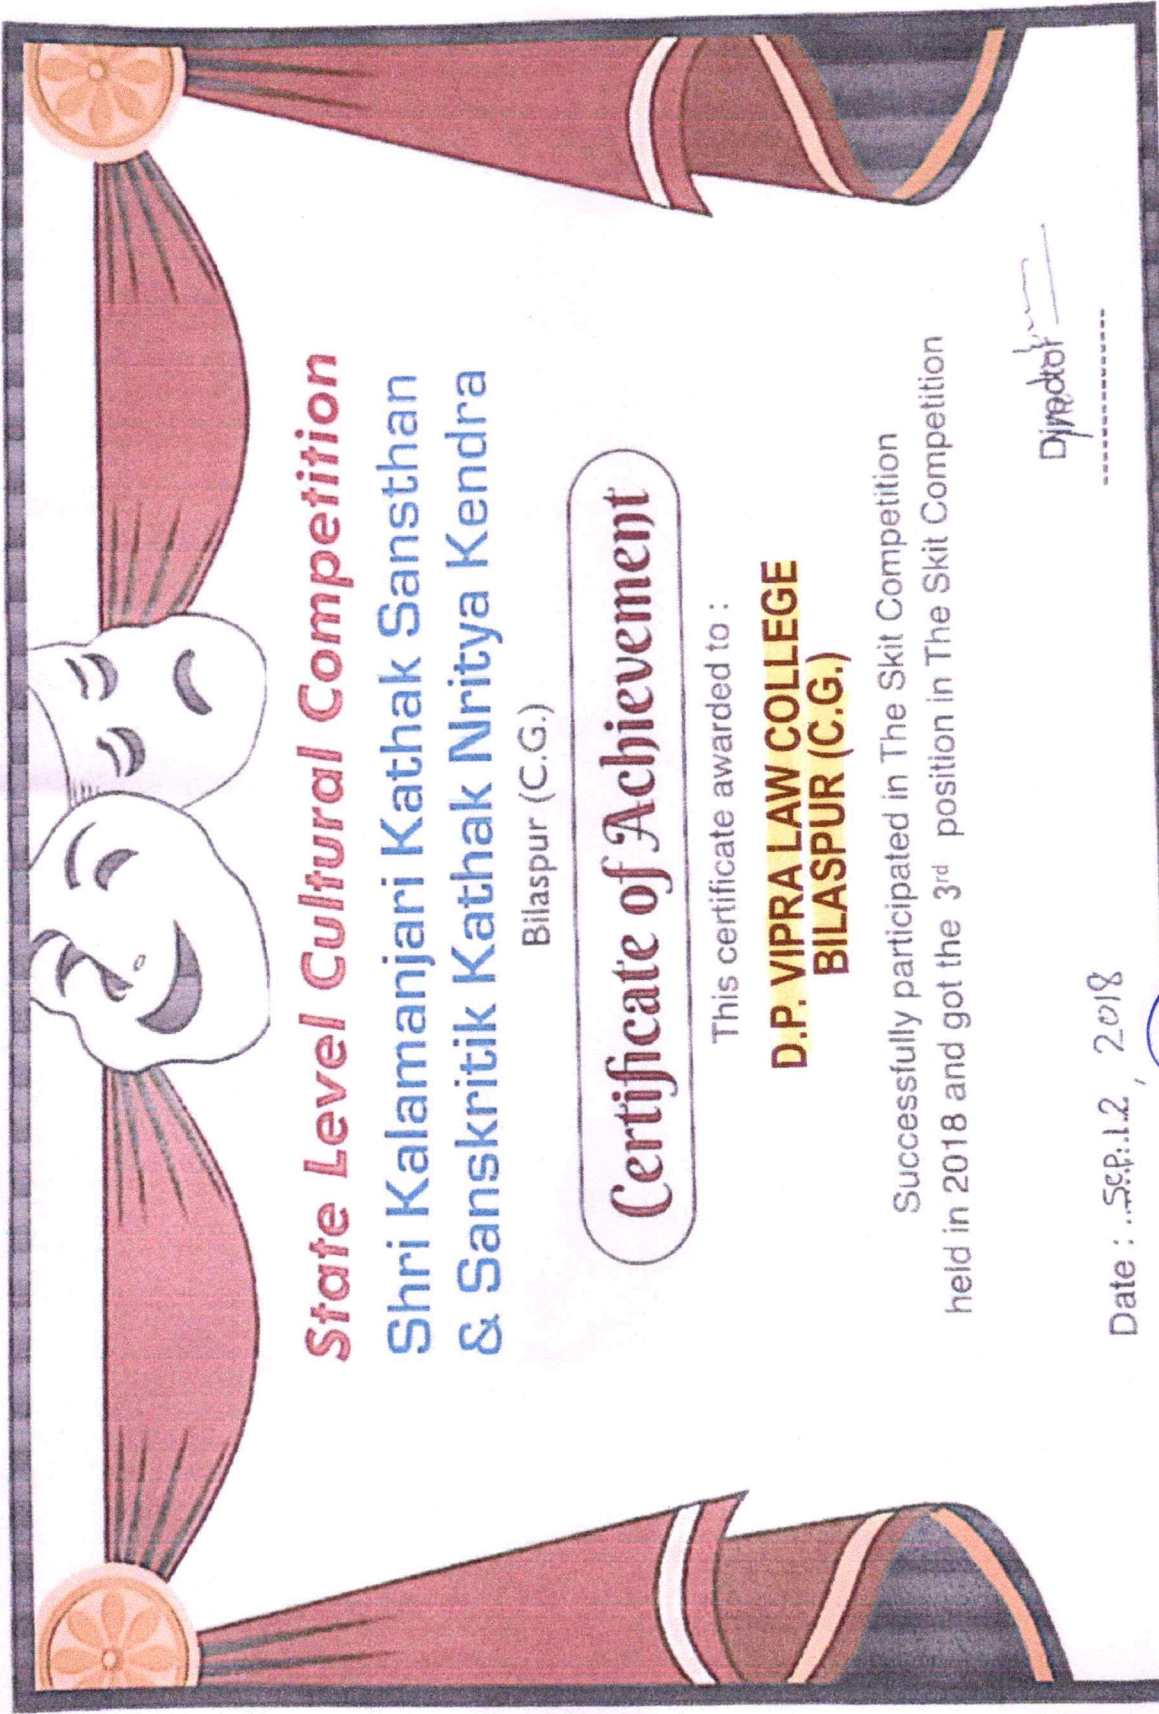 State Level Cultural Competition
Shri Kalamanjari Kathak Sansthan
& Sanskritik Kathak Nritya Kendra
Bilaspur (C.G.)
Certificate of Achievement
This certificate awarded to :
D.P. VIPRA LAW COLLEGE
BILASPUR (C.G.)
Successfully participated in The Skit Competition
held in 2018 and got the 3rd position in The Skit Competition
Director
Date : ..Sep.12, 2018